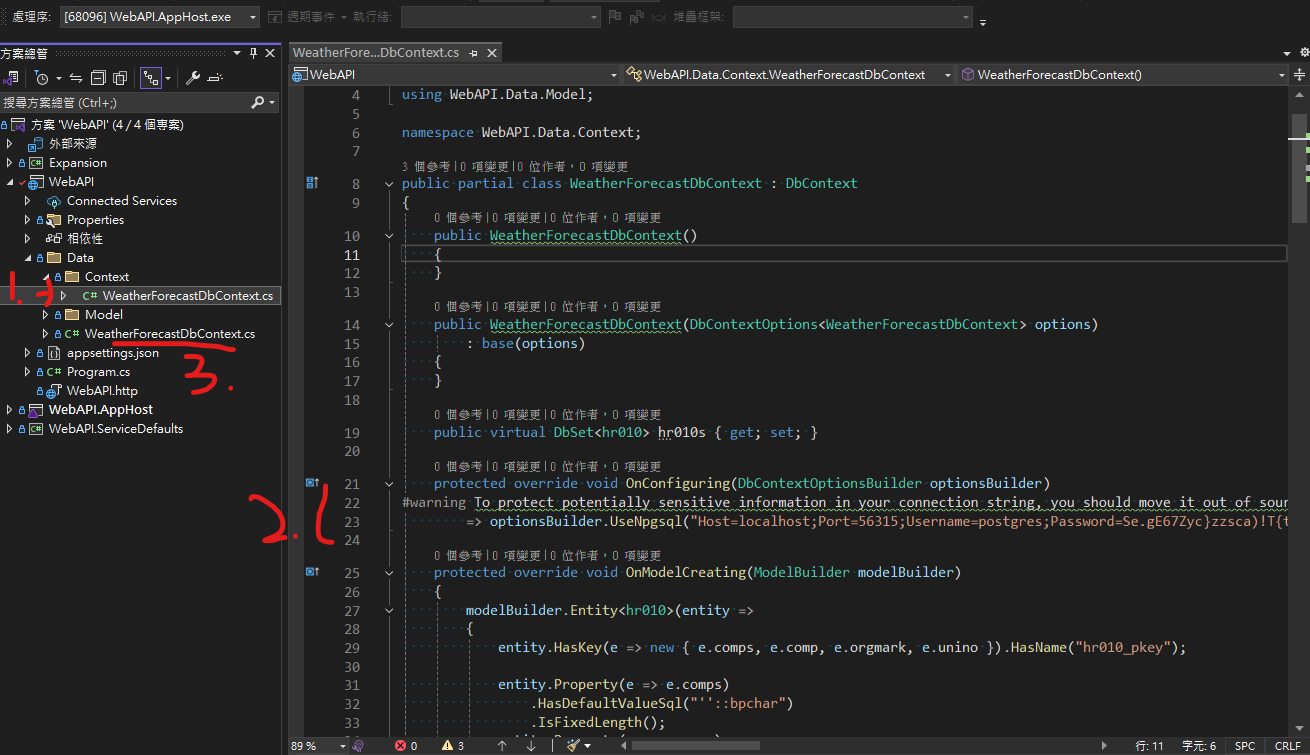 處理序: [68096] WebAPI.AppHost.exe 週期事件 執行緒: 堆疊框架:
方案總管
搜尋方案總管 (Ctrl+;)
方案 'WebAPI' (4 / 4 個專案)
外部來源
Expansion
WebAPI
Connected Services
Properties
相依性
Data
Context
1.
WeatherForecastDbContext.cs
Model
WeatherForecastDbContext.cs
3.
appsettings.json
Program.cs
WebAPI.http
WebAPI.AppHost
WebAPI.ServiceDefaults
2.
WeatherFore...DbContext.cs
WebAPI WebAPI.Data.Context.WeatherForecastDbContext WeatherForecastDbContext()
4 using WebAPI.Data.Model;
5
6 namespace WebAPI.Data.Context;
7
3 個參考|0 項變更|0 位作者，0 項變更
8 public partial class WeatherForecastDbContext : DbContext
9 {
0 個參考|0 項變更|0 位作者，0 項變更
10 public WeatherForecastDbContext()
11 {
12 }
13
0 個參考|0 項變更|0 位作者，0 項變更
14 public WeatherForecastDbContext(DbContextOptions<WeatherForecastDbContext> options)
15 : base(options)
16 {
17 }
18
0 個參考|0 項變更|0 位作者，0 項變更
19 public virtual DbSet<hr010> hr010s { get; set; }
20
0 個參考|0 項變更|0 位作者，0 項變更
21 protected override void OnConfiguring(DbContextOptionsBuilder optionsBuilder)
22 #warning To protect potentially sensitive information in your connection string, you should move it out of sour
23 => optionsBuilder.UseNpgsql("Host=localhost;Port=56315;Username=postgres;Password=Se.gE67Zyc}zzsca)!T{t
24
0 個參考|0 項變更|0 位作者，0 項變更
25 protected override void OnModelCreating(ModelBuilder modelBuilder)
26 {
27 modelBuilder.Entity<hr010>(entity =>
28 {
29 entity.HasKey(e => new { e.comps, e.comp, e.orgmark, e.unino }).HasName("hr010_pkey");
30
31 entity.Property(e => e.comps)
32 .HasDefaultValueSql("''::bpchar")
33 .IsFixedLength();
89 % 0 3 行: 11 字元: 6 SPC CRLF